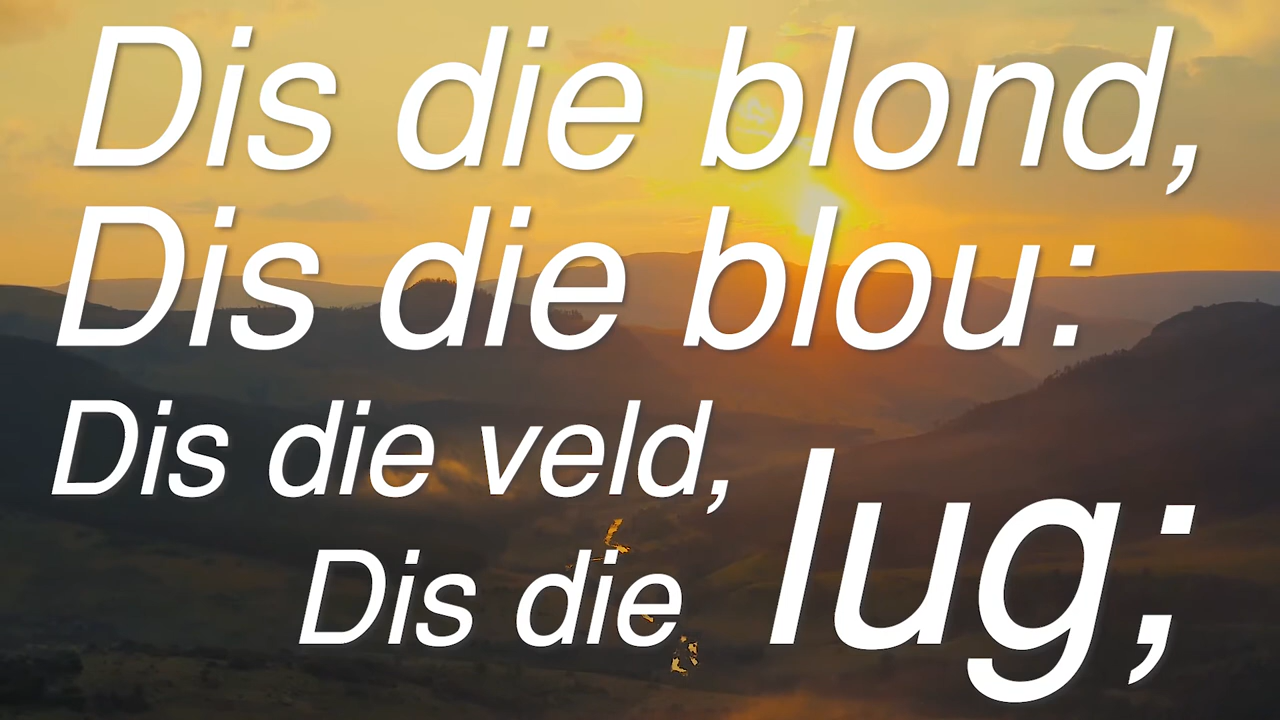 Dis die blond,
Dis die blou:
Dis die veld,
Dis die lug;